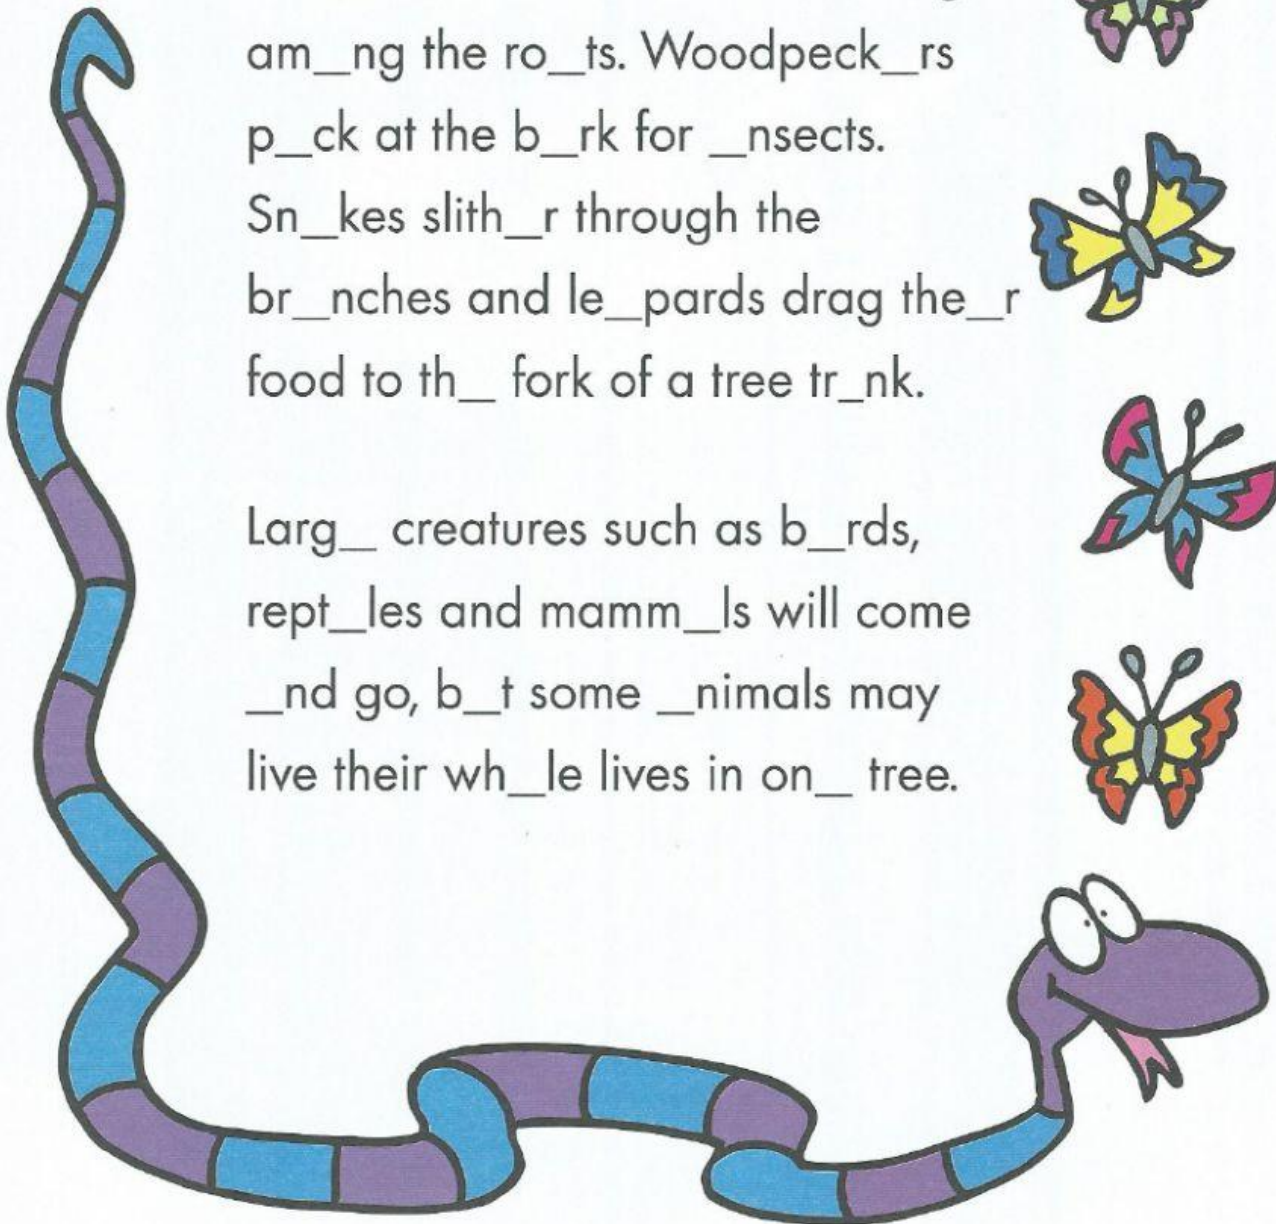 am_ng the ro_ts. Woodpeck_rs
p_ck at the b_rk for _nsects.
Sn_kes slith_r through the
br_nches and le_pards drag the_r
food to th_ fork of a tree tr_nk.
Larg_ creatures such as b_rds,
rept_les and mamm_ls will come
_nd go, b_t some _nimals may
live their wh_le lives in on_ tree.